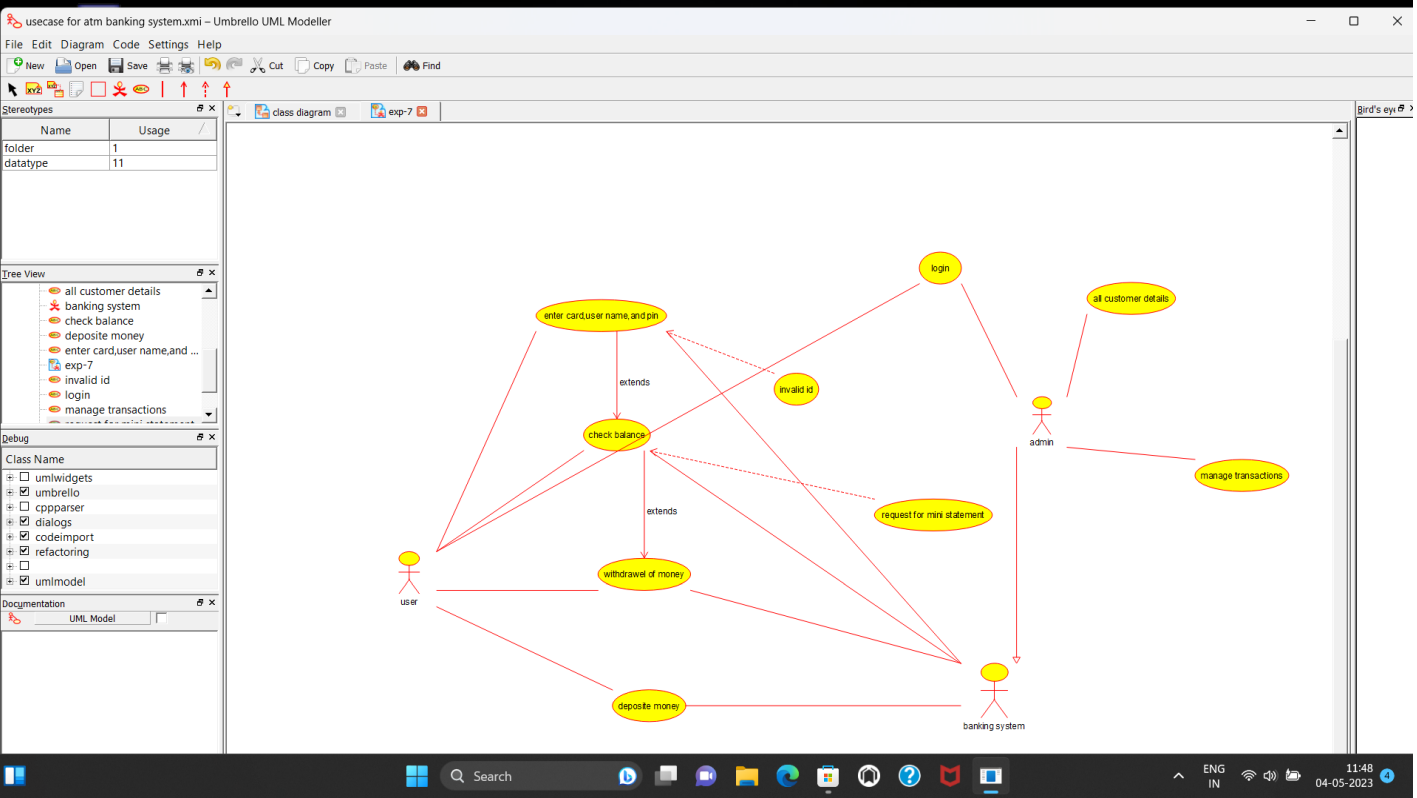 usecase for atm banking system.xmi – Umbrello UML Modeller
File Edit Diagram Code Settings Help
New Open Save Cut Copy Paste Find
Stereotypes
Name Usage
folder 1
datatype 11
Tree View
all customer details
banking system
check balance
deposite money
enter card,user name,and ...
exp-7
invalid id
login
manage transactions
request for mini statement
Debug
Class Name
umlwidgets
umbrello
cppparser
dialogs
codeimport
refactoring
umlmodel
Documentation
UML Model
class diagram
exp-7
Bird's eye
login
all customer details
enter card,user name,and pin
extends
invalid id
check balance
admin
manage transactions
extends
request for mini statement
withdrawel of money
user
deposite money
banking system
Search
ENG
IN
11:48
04-05-2023
4